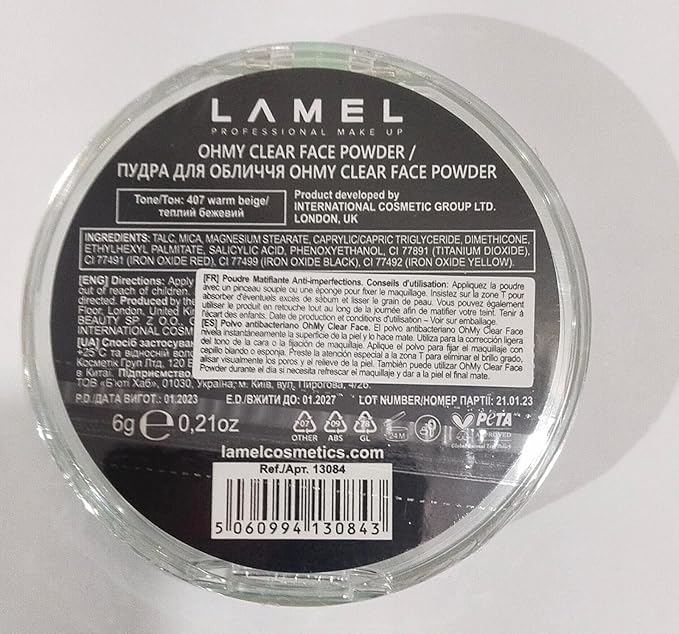 LAMEL
PROFESSIONAL MAKE UP
OHMY CLEAR FACE POWDER /
ПУДРА ДЛЯ ОБЛИЧЧЯ OHMY CLEAR FACE POWDER
Tone/Тон: 407 warm beige/
теплий бежевий
Product developed by
INTERNATIONAL COSMETIC GROUP LTD.
LONDON, UK
INGREDIENTS: TALC, MICA, MAGNESIUM STEARATE, CAPRYLIC/CAPRIC TRIGLYCERIDE, DIMETHICONE,
ETHYLHEXYL PALMITATE, SALICYLIC ACID, PHENOXYETHANOL, CI 77891 (TITANIUM DIOXIDE),
CI 77491 (IRON OXIDE RED), CI 77499 (IRON OXIDE BLACK), CI 77492 (IRON OXIDE YELLOW).
[ENG] Directions: Apply
out of reach of children.
directed. Produced by the
Floor, London, United
BEAUTY SP. Z O.O.
INTERNATIONAL COSM
[UA] Спосіб застосув
+25°C та відносній воло
Косметік Груп Лтд, 120
в Китаї. Підприємство
ТОВ «Б'юті Хаб», 01030, Україна, м. Київ, вул. Пирогова, 4/26.
[FR] Poudre Matifiante Anti-imperfections. Conseils d'utilisation: Appliquez la poudre
avec un pinceau souple ou une éponge pour fixer le maquillage. Insistez sur la zone T pour
absorber d'éventuels excès de sébum et lisser le grain de peau. Vous pouvez également
utiliser le produit en retouche tout au long de la journée afin de matifier votre teint. Tenir à
l'écart des enfants. Date de production et conditions d'utilisation – Voir sur emballage.
[ES] Polvo antibacteriano OhMy Clear Face. El polvo antibacteriano OhMy Clear Face
nivela instantáneamente la superficie de la piel y lo hace mate. Utiliza para la corrección ligera
del tono de la cara o la fijación de maquillaje. Aplique el polvo para fijar el maquillaje con
cepillo blando o esponja. Preste la atención especial a la zona T para eliminar el brillo graso,
alisar visualmente los poros y el relieve de la piel. También puede utilizar OhMy Clear Face
Powder durante el día si necesita refrescar el maquillaje y dar a la piel el final mate.
P.D./ДАТА ВИГОТ.: 01.2023 E.D/ВЖИТИ ДО: 01.2027 LOT NUMBER/НОМЕР ПАРТІЇ: 21.01.23
6g e 0,21oz
07
OTHER
09
ABS
78
GL
24M
PETA
APPROVED
lamelcosmetics.com
Ref./Арт. 13084
5 060994 130843